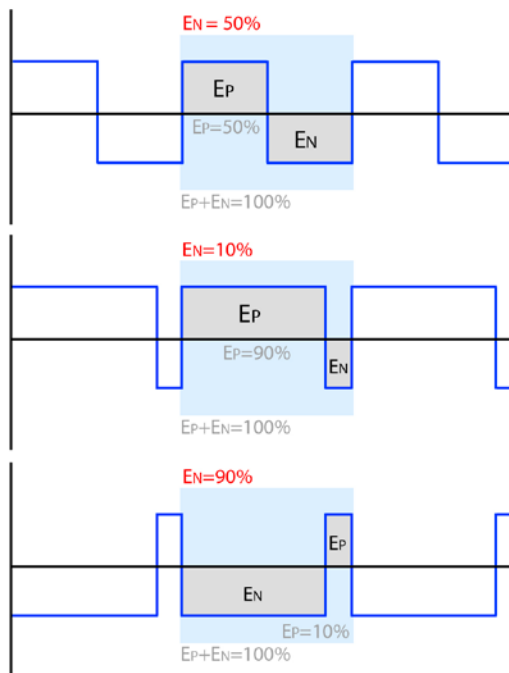 EN = 50%
EP
EP=50%
EN
EP+EN=100%
EN=10%
EP
EP=90%
EN
EP+EN=100%
EN=90%
EP
EN
EP=10%
EP+EN=100%